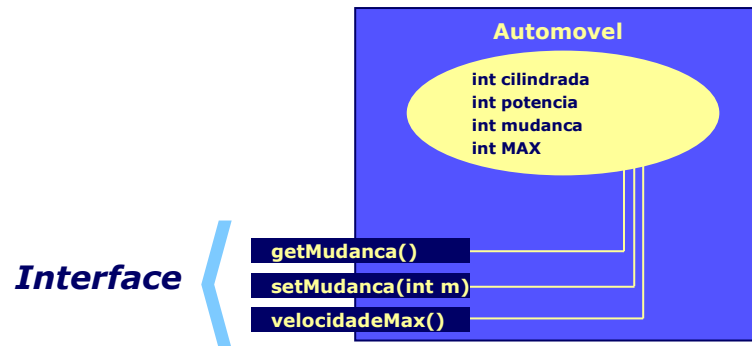 Automovel
int cilindrada
int potencia
int mudanca
int MAX
Interface
getMudanca()
setMudanca(int m)
velocidadeMax()